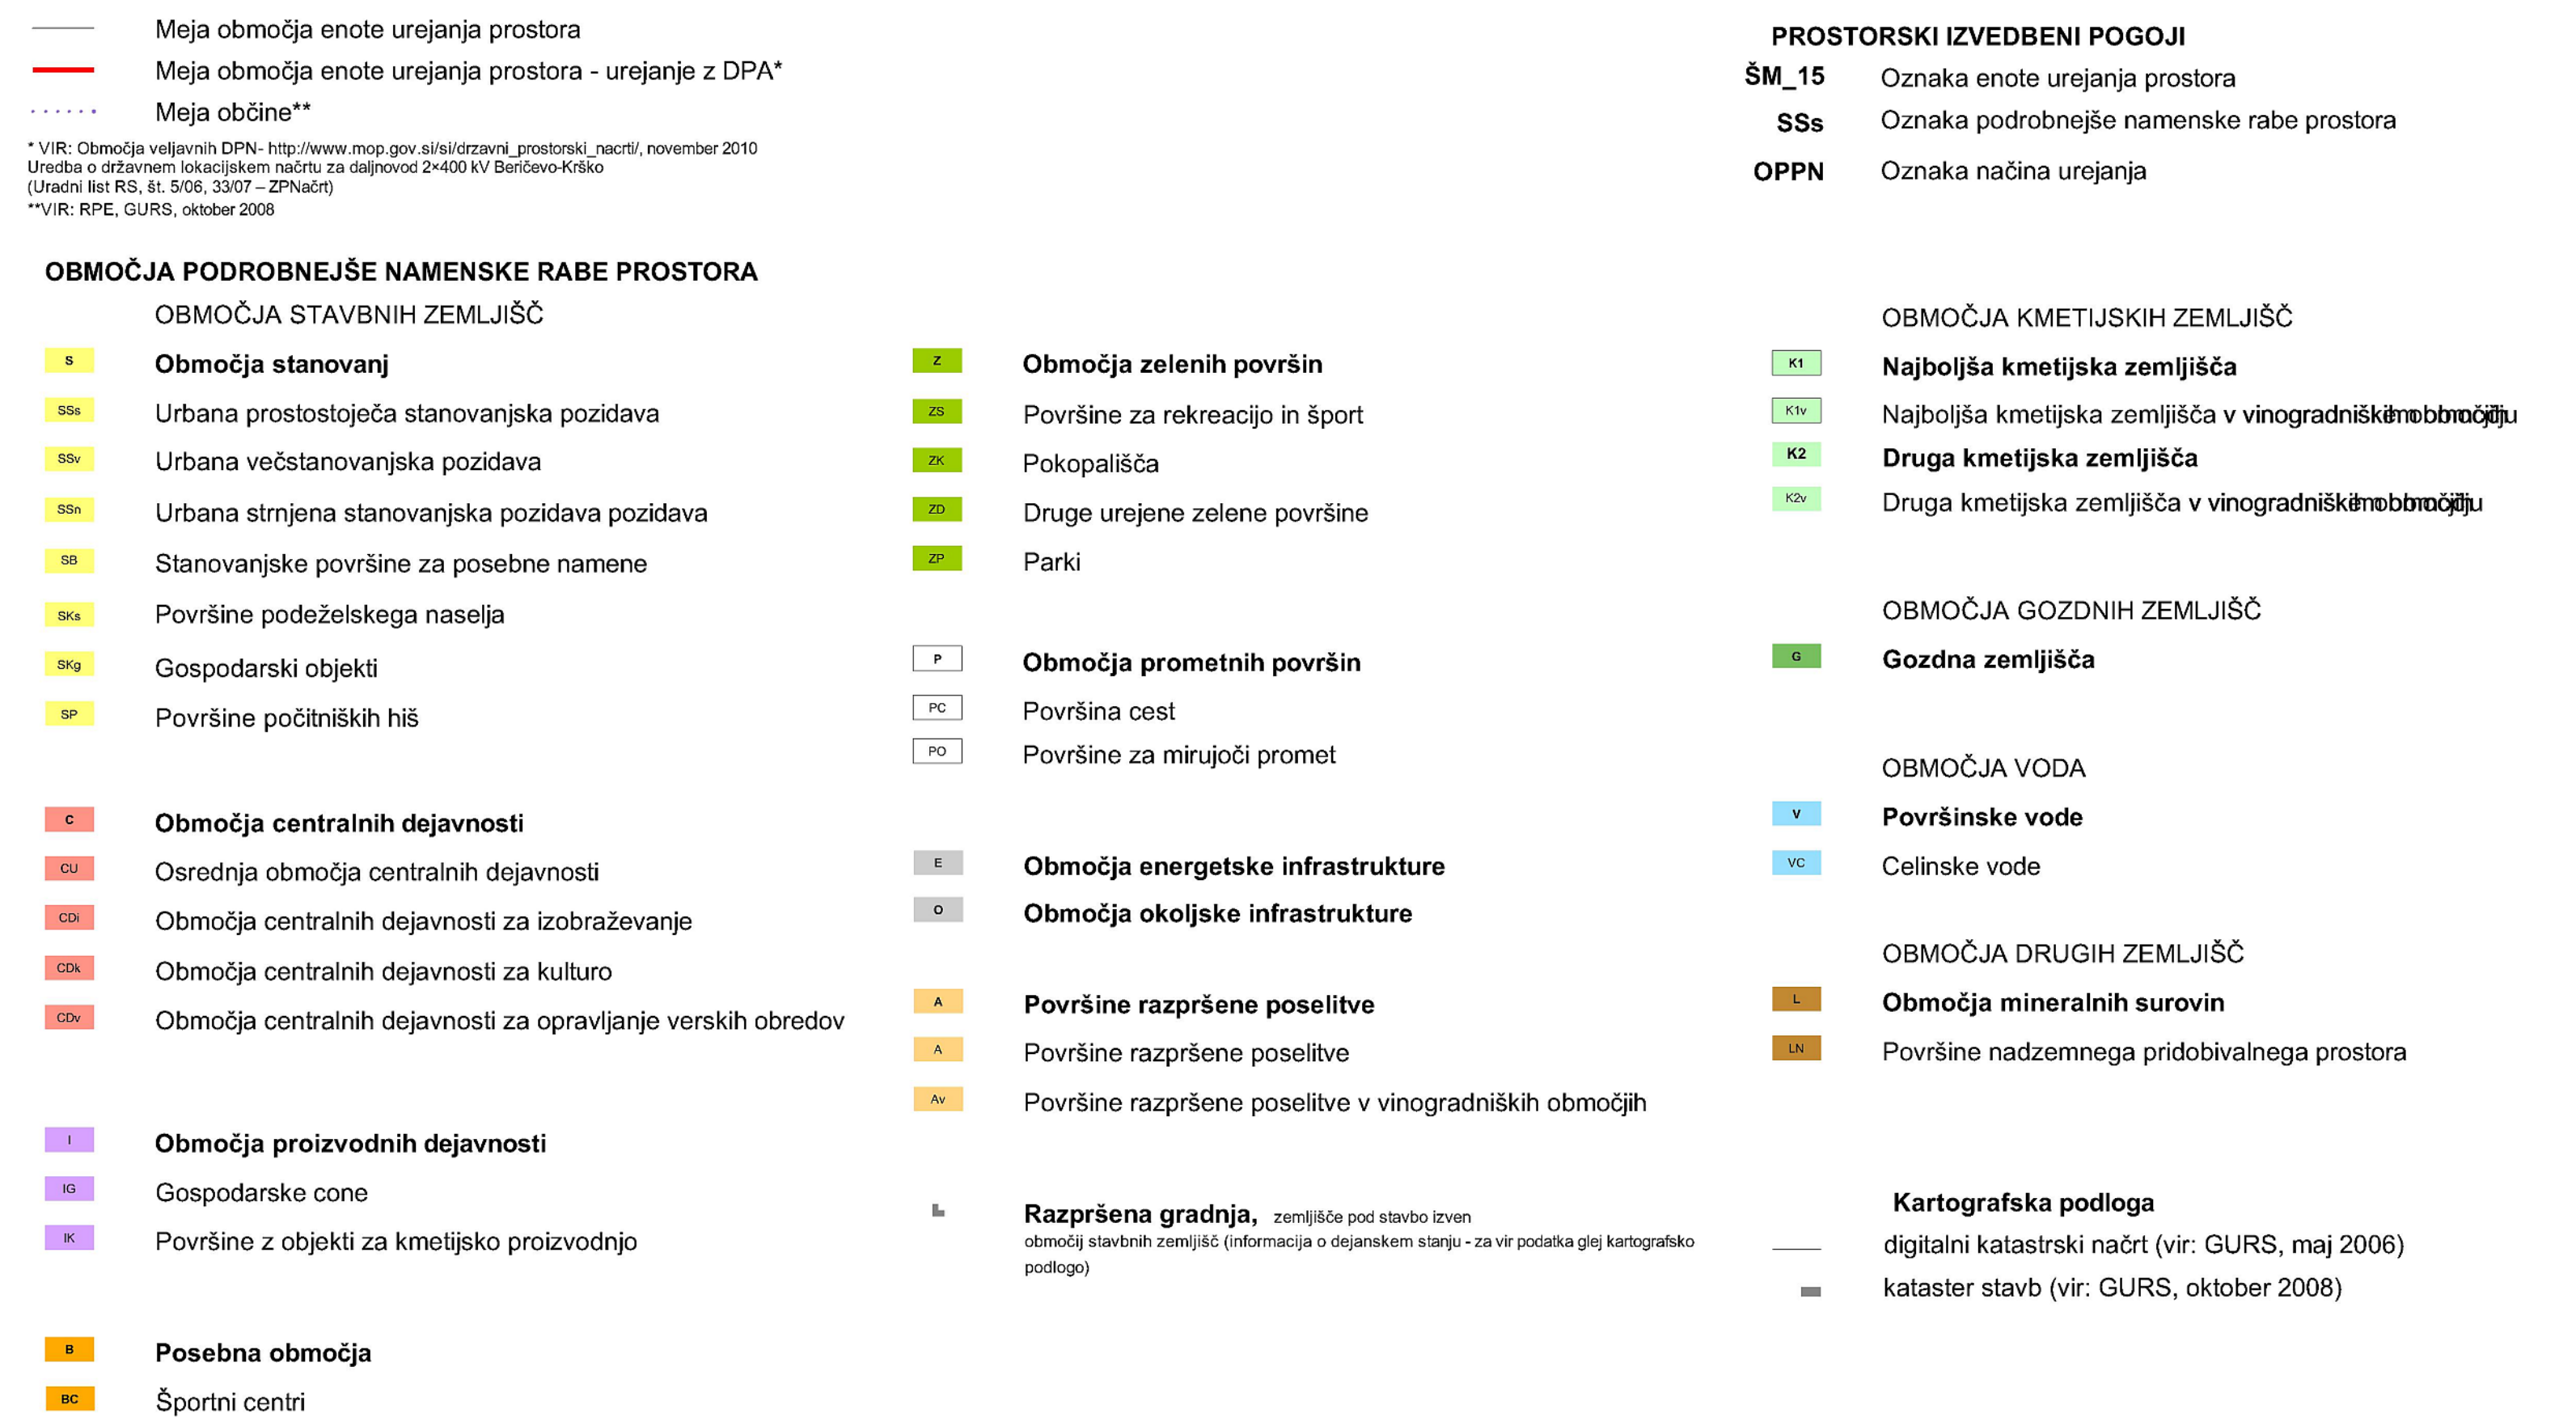 Meja območja enote urejanja prostora
Meja območja enote urejanja prostora - urejanje z DPA*
Meja občine**
* VIR: Območja veljavnih DPN- http://www.mop.gov.si/si/drzavni_prostorski_nacrti/, november 2010
Uredba o državnem lokacijskem načrtu za daljnovod 2×400 kV Beričevo-Krško
(Uradni list RS, št. 5/06, 33/07 – ZPNačrt)
**VIR: RPE, GURS, oktober 2008
PROSTORSKI IZVEDBENI POGOJI
ŠM_15 Oznaka enote urejanja prostora
SSs Oznaka podrobnejše namenske rabe prostora
OPPN Oznaka načina urejanja
OBMOČJA PODROBNEJŠE NAMENSKE RABE PROSTORA
OBMOČJA STAVBNIH ZEMLJIŠČ
S Območja stanovanj
SSs Urbana prostostoječa stanovanjska pozidava
SSv Urbana večstanovanjska pozidava
SSn Urbana strnjena stanovanjska pozidava pozidava
SB Stanovanjske površine za posebne namene
SKs Površine podeželskega naselja
SKg Gospodarski objekti
SP Površine počitniških hiš
C Območja centralnih dejavnosti
CU Osrednja območja centralnih dejavnosti
CDi Območja centralnih dejavnosti za izobraževanje
CDk Območja centralnih dejavnosti za kulturo
CDv Območja centralnih dejavnosti za opravljanje verskih obredov
I Območja proizvodnih dejavnosti
IG Gospodarske cone
IK Površine z objekti za kmetijsko proizvodnjo
B Posebna območja
BC Športni centri
Z Območja zelenih površin
ZS Površine za rekreacijo in šport
ZK Pokopališča
ZD Druge urejene zelene površine
ZP Parki
P Območja prometnih površin
PC Površina cest
PO Površine za mirujoči promet
E Območja energetske infrastrukture
O Območja okoljske infrastrukture
A Površine razpršene poselitve
A Površine razpršene poselitve
Av Površine razpršene poselitve v vinogradniških območjih
Razpršena gradnja, zemljišče pod stavbo izven
območij stavbnih zemljišč (informacija o dejanskem stanju - za vir podatka glej kartografsko
podlogo)
OBMOČJA KMETIJSKIH ZEMLJIŠČ
K1 Najboljša kmetijska zemljišča
K1v Najboljša kmetijska zemljišča v
K2 Druga kmetijska zemljišča
K2v Druga kmetijska zemljišča v
OBMOČJA GOZDNIH ZEMLJIŠČ
G Gozdna zemljišča
OBMOČJA VODA
V Površinske vode
VC Celinske vode
OBMOČJA DRUGIH ZEMLJIŠČ
L Območja mineralnih surovin
LN Površine nadzemnega pridobivalnega prostora
Kartografska podloga
digitalni katastrski načrt (vir: GURS, maj 2006)
kataster stavb (vir: GURS, oktober 2008)